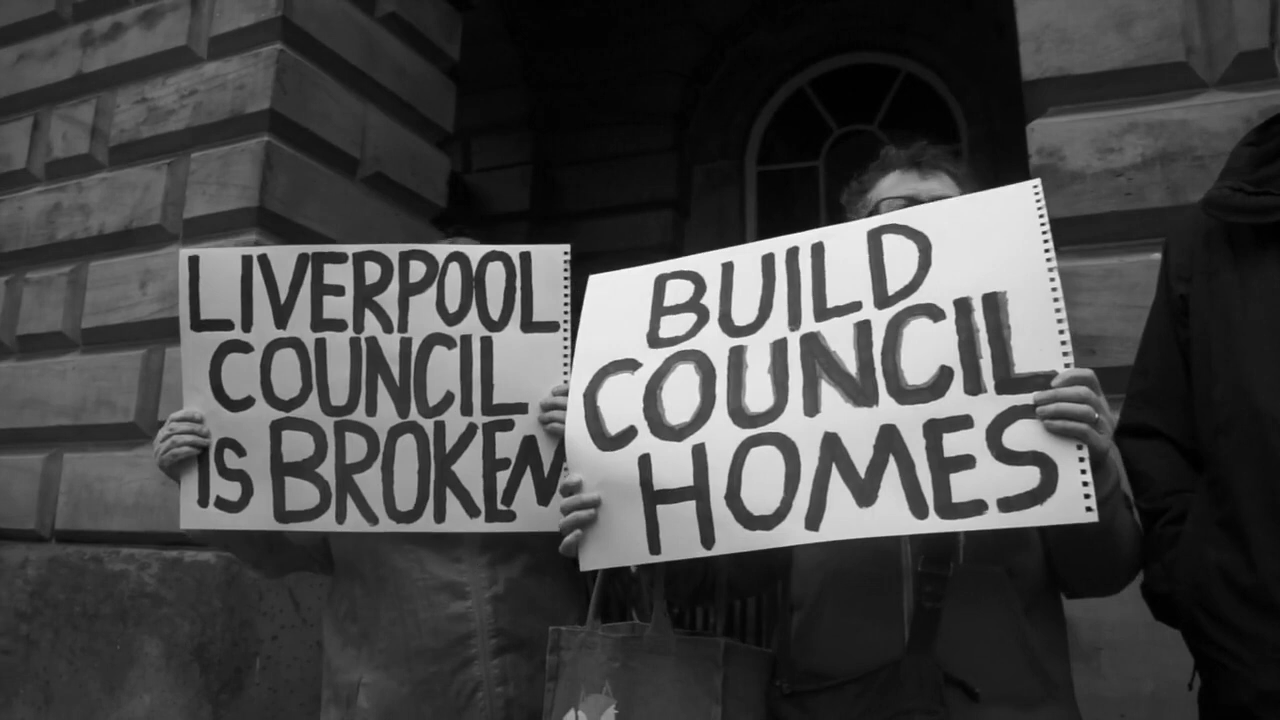 LIVERPOOL
COUNCIL
IS BROKEN
BUILD
COUNCIL
HOMES